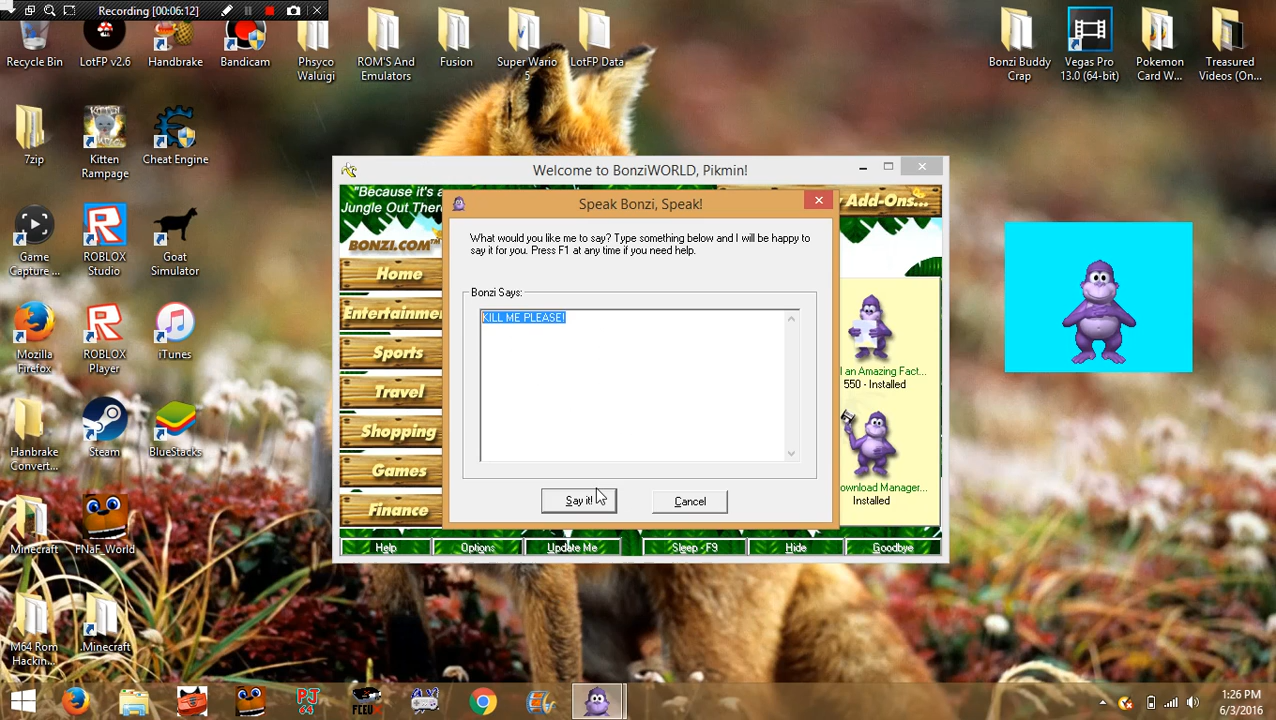 Recording [00:06:12]
Recycle Bin
LotFP v2.6
Handbrake
Bandicam
Phsyco
Waluigi
ROM'S And
Emulators
Fusion
Super Wario
5
LotFP Data
Bonzi Buddy
Crap
Vegas Pro
13.0 (64-bit)
Pokemon
Card W...
Treasured
Videos (On...
7zip
Kitten
Rampage
Cheat Engine
Game
Capture ...
ROBLOX
Studio
Goat
Simulator
Mozilla
Firefox
ROBLOX
Player
iTunes
Hanbrake
Convert...
Steam
BlueStacks
Minecraft
FNaF_World
M64 Rom
Hackin...
.Minecraft
Welcome to BonziWORLD, Pikmin!
"Because it's a
Jungle Out There
BONZI.COM™
Home
Entertainme
Sports
Travel
Shopping
Games
Finance
Add-Ons...
I an Amazing Fact...
550 - Installed
ownload Manager...
Installed
Help
Options
Update Me
Sleep - F9
Hide
Goodbye
Speak Bonzi, Speak!
What would you like me to say? Type something below and I will be happy to
say it for you. Press F1 at any time if you need help.
Bonzi Says:
KILL ME PLEASE!
Say it!
Cancel
PJ
64
1:26 PM
6/3/2016